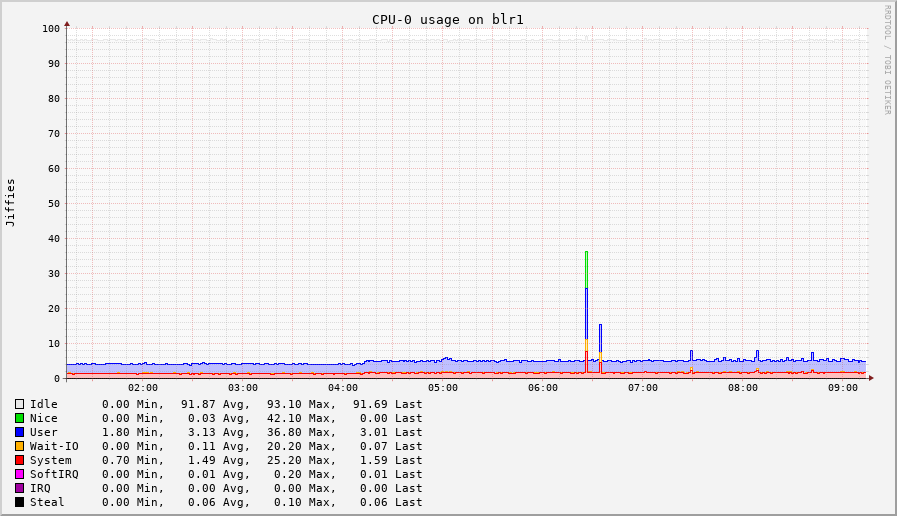 CPU-0 usage on blr1
RRDTOOL / TOBI OETIKER
Jiffies
100
90
80
70
60
50
40
30
20
10
0
02:00 03:00 04:00 05:00 06:00 07:00 08:00 09:00
Idle 0.00 Min, 91.87 Avg, 93.10 Max, 91.69 Last
Nice 0.00 Min, 0.03 Avg, 42.10 Max, 0.00 Last
User 1.80 Min, 3.13 Avg, 36.80 Max, 3.01 Last
Wait-IO 0.00 Min, 0.11 Avg, 20.20 Max, 0.07 Last
System 0.70 Min, 1.49 Avg, 25.20 Max, 1.59 Last
SoftIRQ 0.00 Min, 0.01 Avg, 0.20 Max, 0.01 Last
IRQ 0.00 Min, 0.00 Avg, 0.00 Max, 0.00 Last
Steal 0.00 Min, 0.06 Avg, 0.10 Max, 0.06 Last